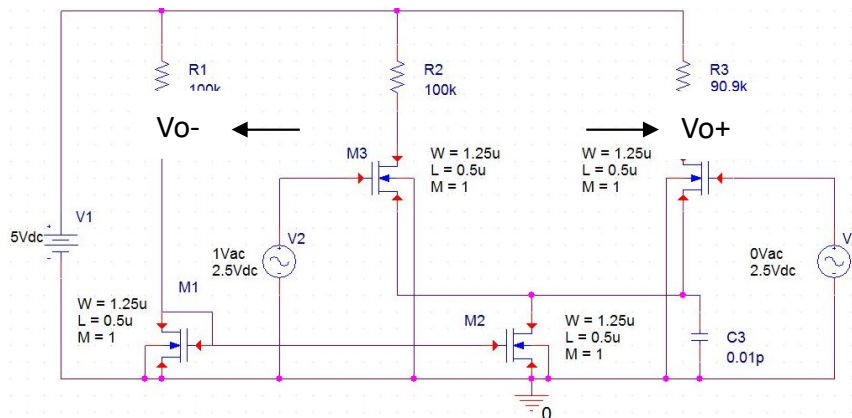 R1
100k
R2
100k
R3
90.9k
Vo-
Vo+
M3
W = 1.25u
L = 0.5u
M = 1
W = 1.25u
L = 0.5u
M = 1
V1
5Vdc
1Vac
2.5Vdc
V2
0Vac
2.5Vdc
V
M1
W = 1.25u
L = 0.5u
M = 1
M2
W = 1.25u
L = 0.5u
M = 1
C3
0.01p
0